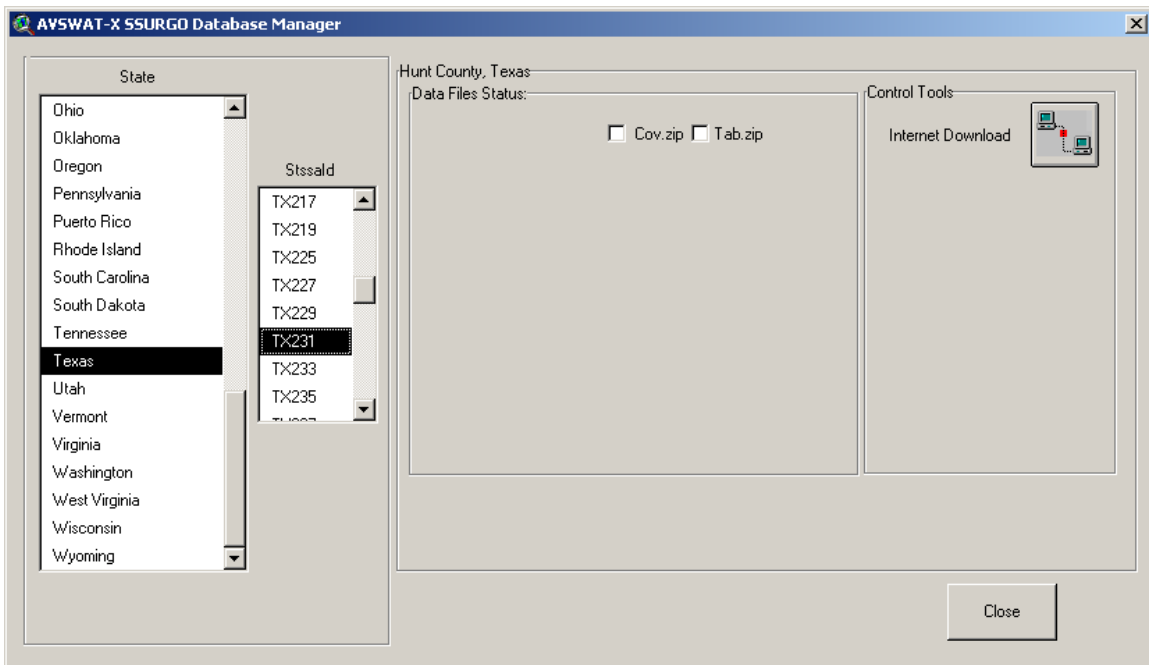 AVSWAT-X SSURGO Database Manager
State
Ohio
Oklahoma
Oregon
Pennsylvania
Puerto Rico
Rhode Island
South Carolina
South Dakota
Tennessee
Texas
Utah
Vermont
Virginia
Washington
West Virginia
Wisconsin
Wyoming
StssaId
TX217
TX219
TX225
TX227
TX229
TX231
TX233
TX235
Hunt County, Texas
Data Files Status:
Cov.zip Tab.zip
Control Tools
Internet Download
Close